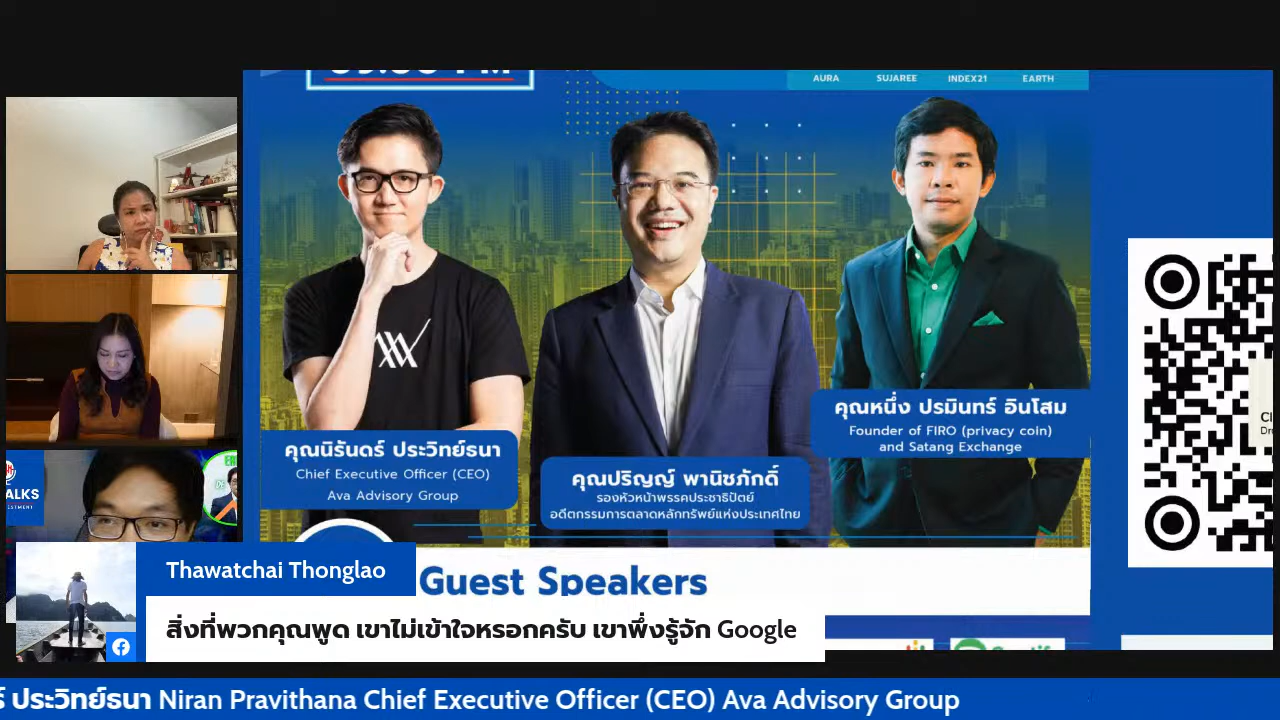 AURA SUJAREE INDEX21 EARTH
คุณนิรันดร์ ประวิทย์ธนา
Chief Executive Officer (CEO)
Ava Advisory Group
คุณปริญญ์ พานิชภักดิ์
รองหัวหน้าพรรคประชาธิปัตย์
อดีตกรรมการตลาดหลักทรัพย์แห่งประเทศไทย
คุณหนึ่ง ปรมินทร์ อินโสม
Founder of FIRO (privacy coin)
and Satang Exchange
Guest Speakers
Thawatchai Thonglao
สิ่งที่พวกคุณพูด เขาไม่เข้าใจหรอกครับ เขาพึ่งรู้จัก Google
ประวิทย์ธนา Niran Pravithana Chief Executive Officer (CEO) Ava Advisory Group